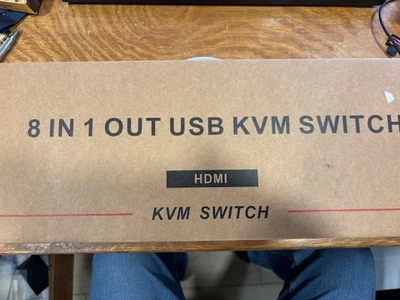 8 IN 1 OUT USB KVM SWITCH
HDMI
KVM SWITCH